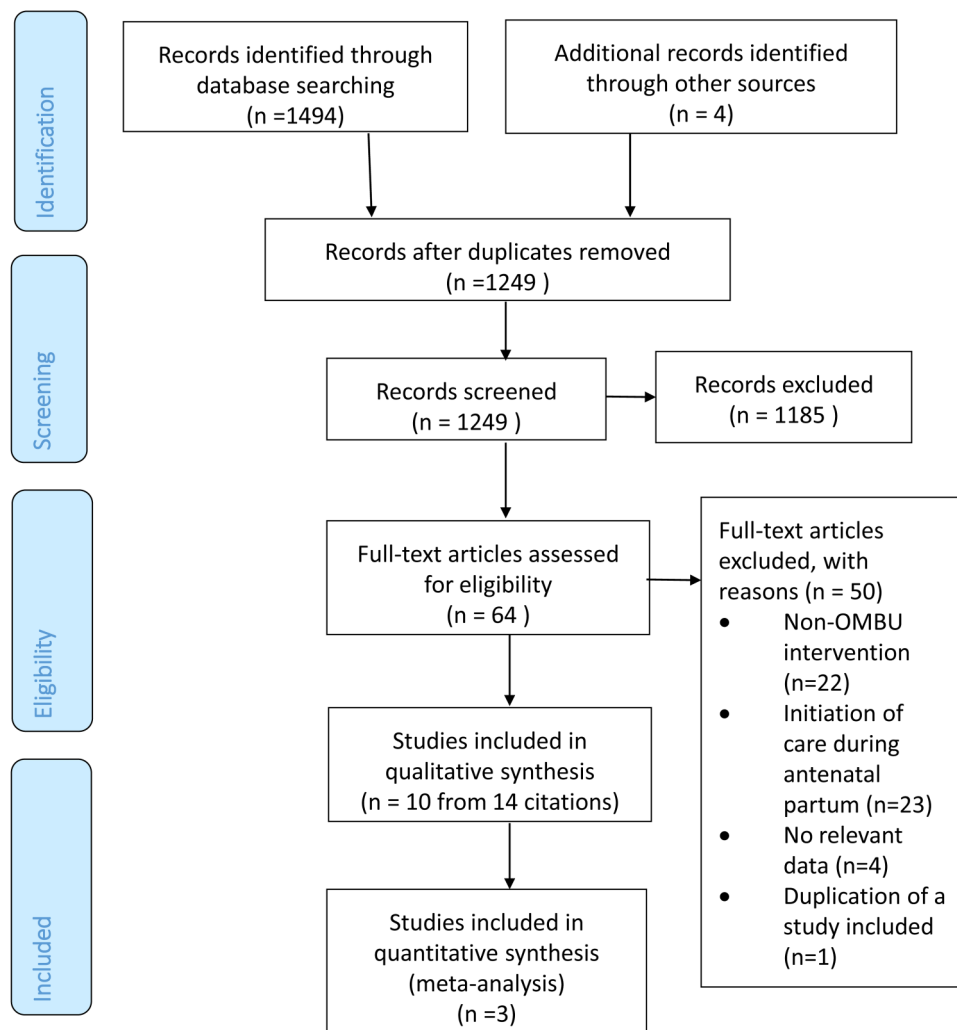 Identification
Records identified through
database searching
(n =1494)
Additional records identified
through other sources
(n = 4)
Records after duplicates removed
(n =1249 )
Screening
Records screened
(n = 1249 )
Records excluded
(n = 1185 )
Eligibility
Full-text articles assessed
for eligibility
(n = 64 )
Full-text articles
excluded, with
reasons (n = 50)
• Non-OMBU
intervention
(n=22)
• Initiation of
care during
antenatal
partum (n=23)
• No relevant
data (n=4)
• Duplication of a
study included
(n=1)
Studies included in
qualitative synthesis
(n = 10 from 14 citations)
Included
Studies included in
quantitative synthesis
(meta-analysis)
(n =3)